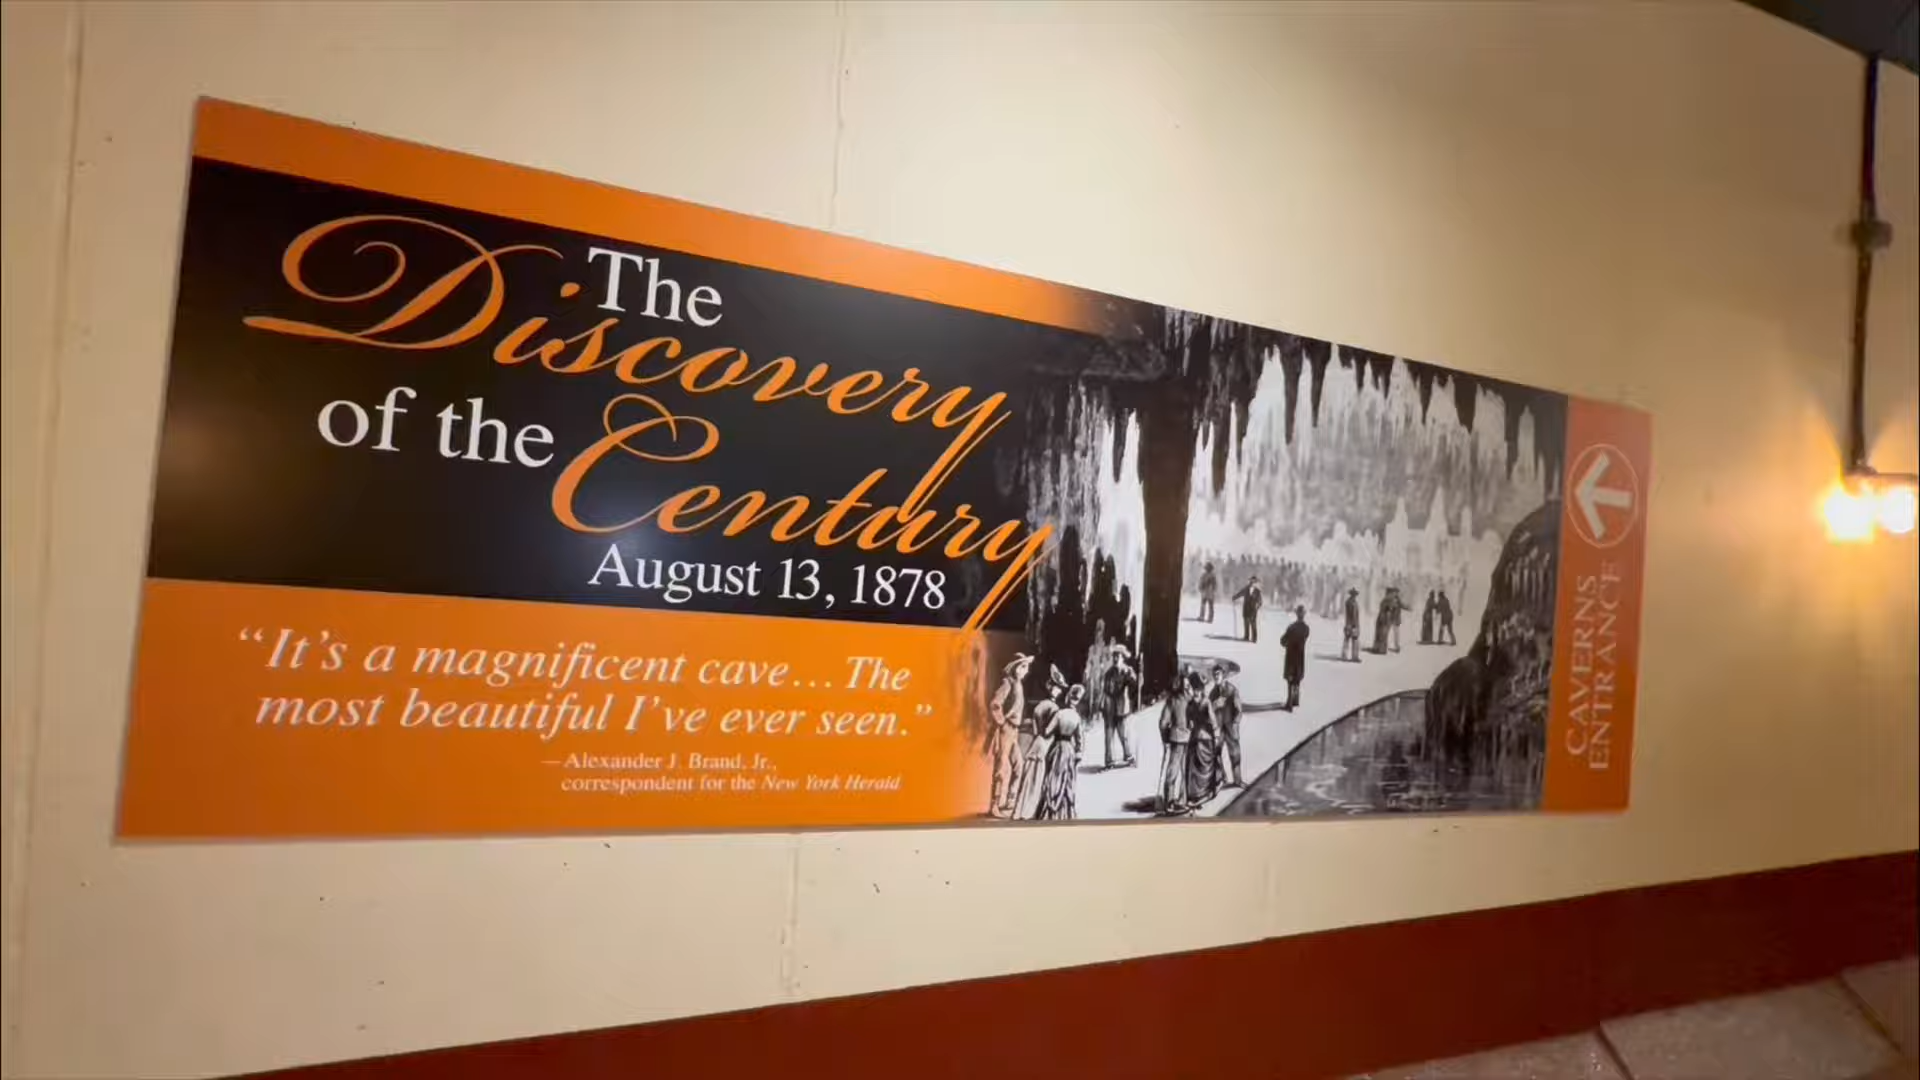 The
Discovery
of the Century
August 13, 1878
“It’s a magnificent cave... The
most beautiful I’ve ever seen.”
—Alexander J. Brand, Jr.,
correspondent for the New York Herald
CAVERNS
ENTRANCE